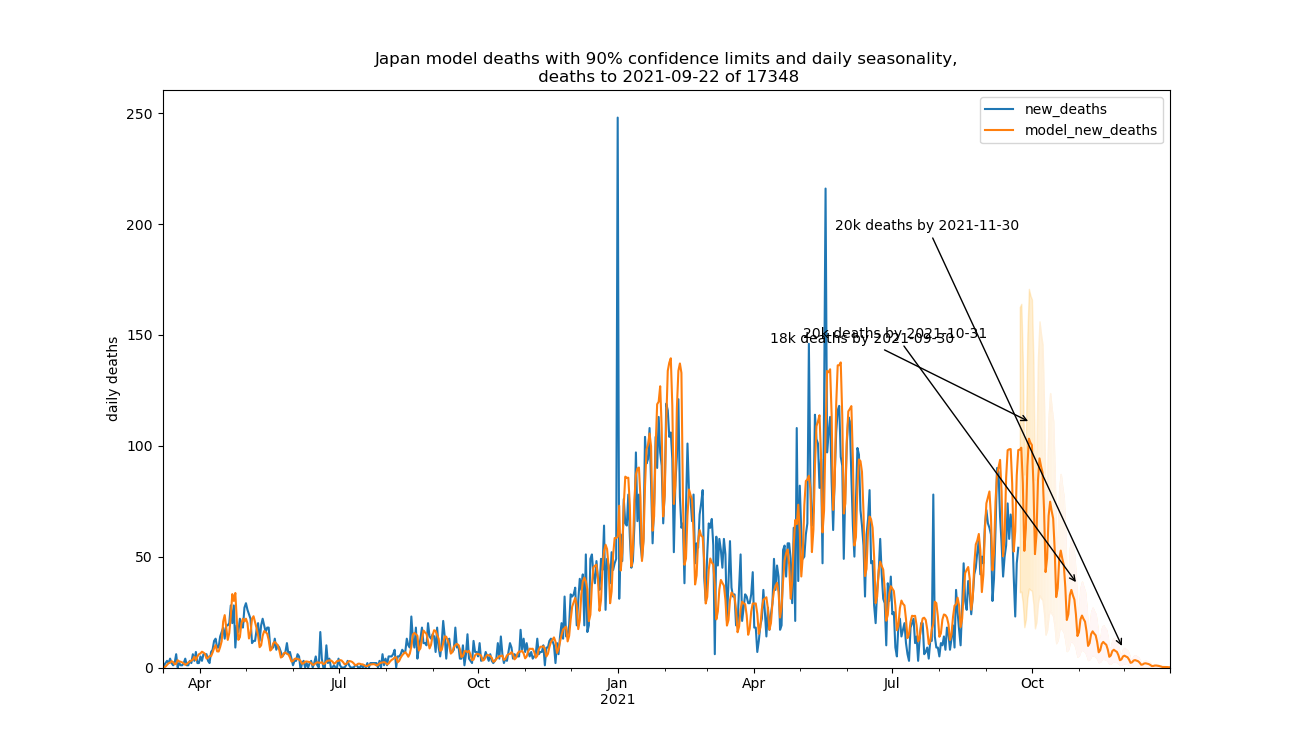 Japan model deaths with 90% confidence limits and daily seasonality,
deaths to 2021-09-22 of 17348
new_deaths
model_new_deaths
250
200
150
100
50
0
daily deaths
20k deaths by 2021-11-30
20k deaths by 2021-10-31
18k deaths by 2021-09-30
Apr
Jul
Oct
Jan
2021
Apr
Jul
Oct